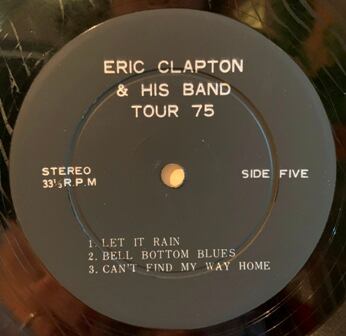 ERIC CLAPTON
& HIS BAND
TOUR 75
STEREO
33⅓ R.P.M
SIDE FIVE
1. LET IT RAIN
2. BELL BOTTOM BLUES
3. CAN'T FIND MY WAY HOME